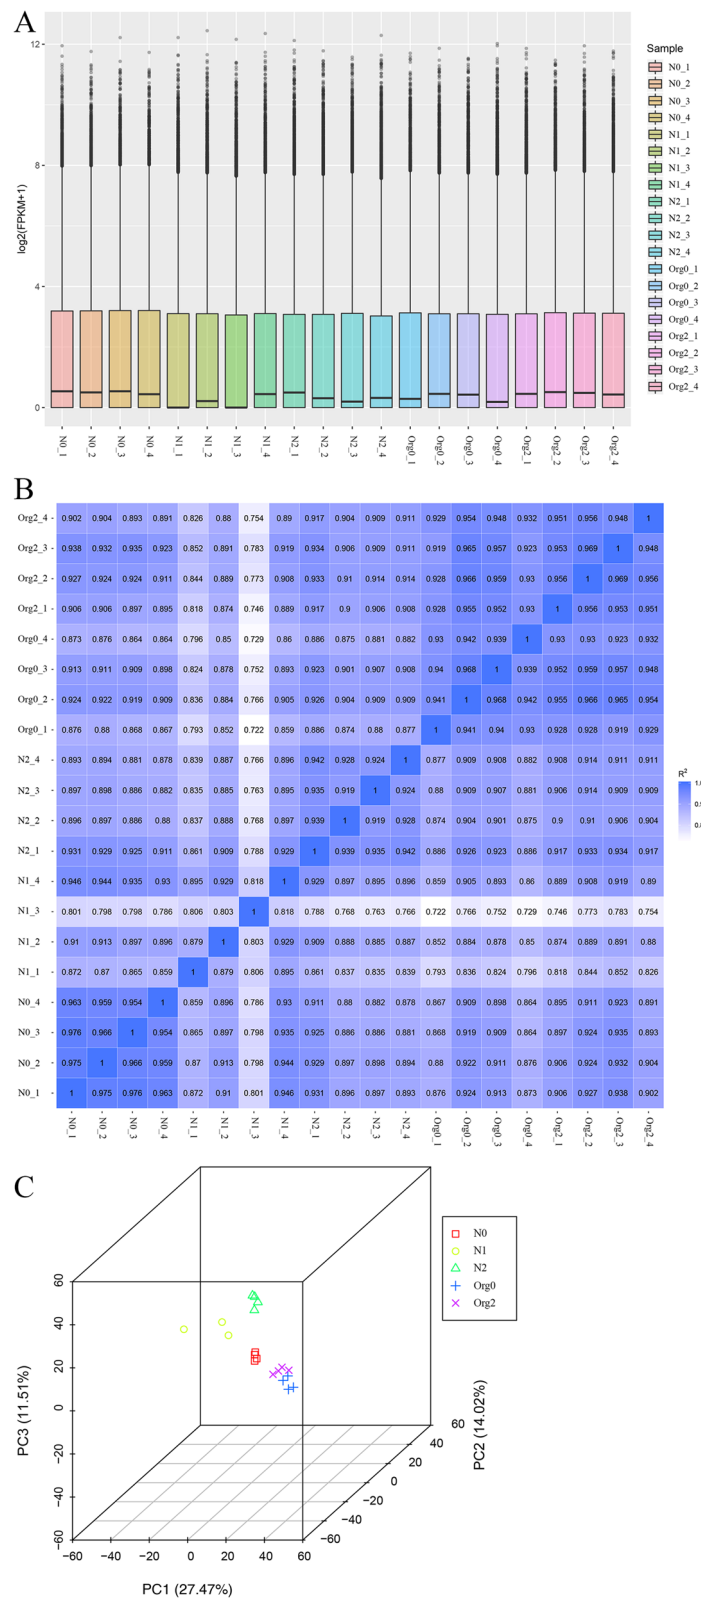 A
12
8
4
0
log2(FPKM+1)
N0_1 N0_2 N0_3 N0_4 N1_1 N1_2 N1_3 N1_4 N2_1 N2_2 N2_3 N2_4 Org0_1 Org0_2 Org0_3 Org0_4 Org2_1 Org2_2 Org2_3 Org2_4
Sample
N0_1
N0_2
N0_3
N0_4
N1_1
N1_2
N1_3
N1_4
N2_1
N2_2
N2_3
N2_4
Org0_1
Org0_2
Org0_3
Org0_4
Org2_1
Org2_2
Org2_3
Org2_4
B
Org2_4 0.902 0.904 0.893 0.891 0.826 0.88 0.754 0.89 0.917 0.904 0.909 0.911 0.929 0.954 0.948 0.932 0.951 0.956 0.948 1
Org2_3 0.938 0.932 0.935 0.923 0.852 0.891 0.783 0.919 0.934 0.906 0.909 0.911 0.919 0.965 0.957 0.923 0.953 0.969 1 0.948
Org2_2 0.927 0.924 0.924 0.911 0.844 0.889 0.773 0.908 0.933 0.91 0.914 0.914 0.928 0.966 0.959 0.93 0.956 1 0.969 0.956
Org2_1 0.906 0.906 0.897 0.895 0.818 0.874 0.746 0.889 0.917 0.9 0.906 0.908 0.928 0.955 0.952 0.93 1 0.956 0.953 0.951
Org0_4 0.873 0.876 0.864 0.864 0.796 0.85 0.729 0.86 0.886 0.875 0.881 0.882 0.93 0.942 0.939 1 0.93 0.93 0.923 0.932
Org0_3 0.913 0.911 0.909 0.898 0.824 0.878 0.752 0.893 0.923 0.901 0.907 0.908 0.94 0.968 1 0.939 0.952 0.959 0.957 0.948
Org0_2 0.924 0.922 0.919 0.909 0.836 0.884 0.766 0.905 0.926 0.904 0.909 0.909 0.941 1 0.968 0.942 0.955 0.966 0.965 0.954
Org0_1 0.876 0.88 0.868 0.867 0.793 0.852 0.722 0.859 0.886 0.874 0.88 0.877 1 0.941 0.94 0.93 0.928 0.928 0.919 0.929
N2_4 0.893 0.894 0.881 0.878 0.839 0.887 0.766 0.896 0.942 0.928 0.924 1 0.877 0.909 0.908 0.882 0.908 0.914 0.911 0.911
N2_3 0.897 0.898 0.886 0.882 0.835 0.885 0.763 0.895 0.935 0.919 1 0.924 0.88 0.909 0.907 0.881 0.906 0.914 0.909 0.909
N2_2 0.896 0.897 0.886 0.88 0.837 0.888 0.768 0.897 0.939 1 0.919 0.928 0.874 0.904 0.901 0.875 0.9 0.91 0.906 0.904
N2_1 0.931 0.929 0.925 0.911 0.861 0.909 0.788 0.929 1 0.939 0.935 0.942 0.886 0.926 0.923 0.886 0.917 0.933 0.934 0.917
N1_4 0.946 0.944 0.935 0.93 0.895 0.929 0.818 1 0.929 0.897 0.895 0.896 0.859 0.905 0.893 0.86 0.889 0.908 0.919 0.89
N1_3 0.801 0.798 0.798 0.786 0.806 0.803 1 0.818 0.788 0.768 0.763 0.766 0.722 0.766 0.752 0.729 0.746 0.773 0.783 0.754
N1_2 0.91 0.913 0.897 0.896 0.879 1 0.803 0.929 0.909 0.888 0.885 0.887 0.852 0.884 0.878 0.85 0.874 0.889 0.891 0.88
N1_1 0.872 0.87 0.865 0.859 1 0.879 0.806 0.895 0.861 0.837 0.835 0.839 0.793 0.836 0.824 0.796 0.818 0.844 0.852 0.826
N0_4 0.963 0.959 0.954 1 0.859 0.896 0.786 0.93 0.911 0.88 0.882 0.878 0.867 0.909 0.898 0.864 0.895 0.911 0.923 0.891
N0_3 0.976 0.966 1 0.954 0.865 0.897 0.798 0.935 0.925 0.886 0.886 0.881 0.868 0.919 0.909 0.864 0.897 0.924 0.935 0.893
N0_2 0.975 1 0.966 0.959 0.87 0.913 0.798 0.944 0.929 0.897 0.898 0.894 0.88 0.922 0.911 0.876 0.906 0.924 0.932 0.904
N0_1 1 0.975 0.976 0.963 0.872 0.91 0.801 0.946 0.931 0.896 0.897 0.893 0.876 0.924 0.913 0.873 0.906 0.927 0.938 0.902
N0_1 N0_2 N0_3 N0_4 N1_1 N1_2 N1_3 N1_4 N2_1 N2_2 N2_3 N2_4 Org0_1 Org0_2 Org0_3 Org0_4 Org2_1 Org2_2 Org2_3 Org2_4
R²
C
N0
N1
N2
Org0
Org2
60
40
20
0
−20
−40
−60
PC3 (11.51%)
−60 −40 −20 0 20 40 60
PC1 (27.47%)
60
40
20
0
−20
−40
−60
PC2 (14.02%)